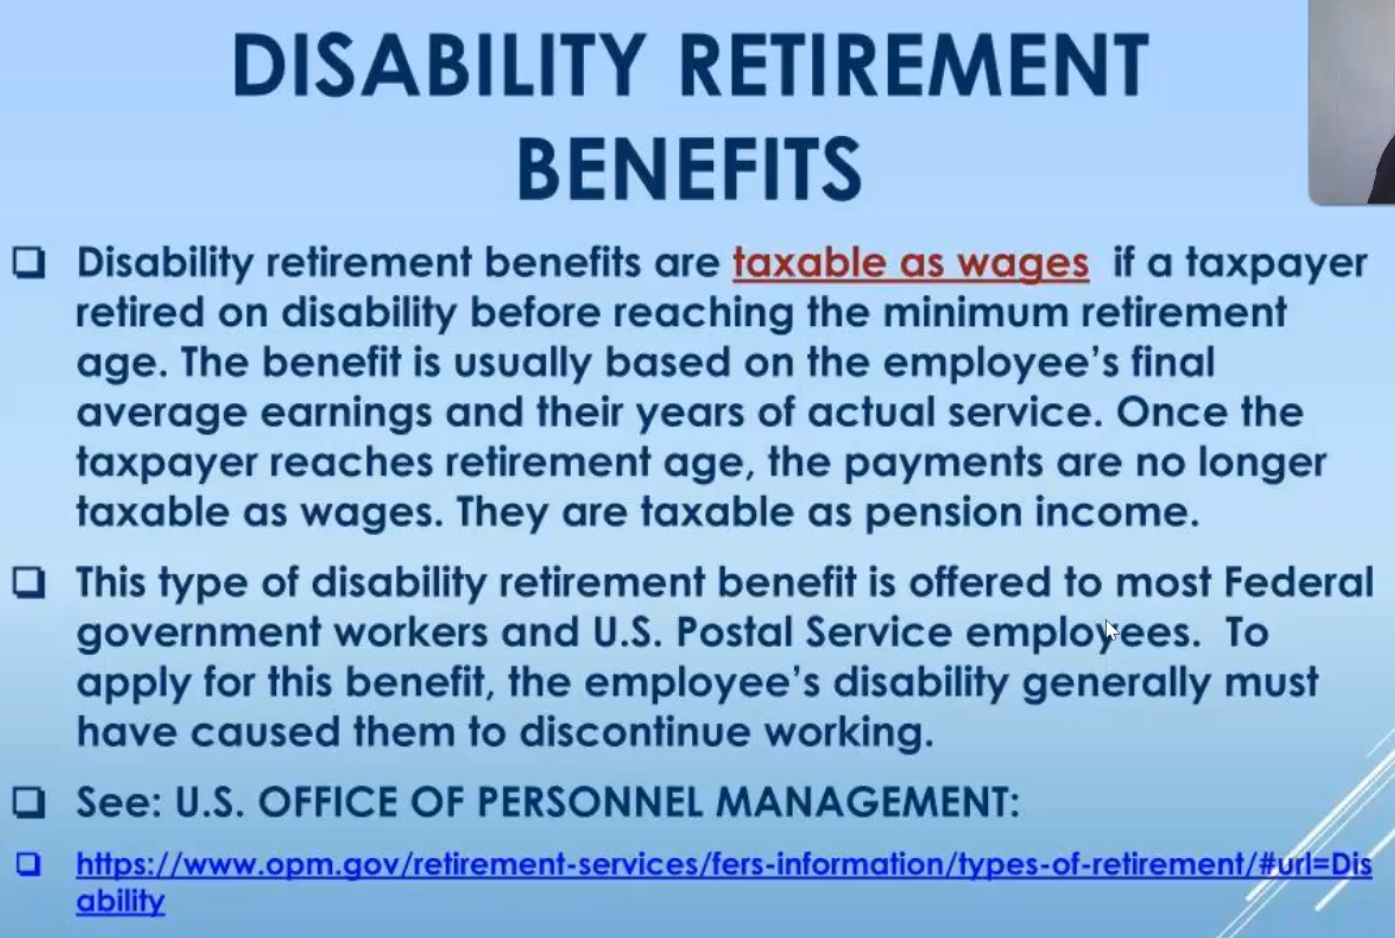 DISABILITY RETIREMENT
BENEFITS
Disability retirement benefits are taxable as wages if a taxpayer
retired on disability before reaching the minimum retirement
age. The benefit is usually based on the employee's final
average earnings and their years of actual service. Once the
taxpayer reaches retirement age, the payments are no longer
taxable as wages. They are taxable as pension income.
This type of disability retirement benefit is offered to most Federal
government workers and U.S. Postal Service employees. To
apply for this benefit, the employee's disability generally must
have caused them to discontinue working.
See: U.S. OFFICE OF PERSONNEL MANAGEMENT:
https://www.opm.gov/retirement-services/fers-information/types-of-retirement/#url=Dis
ability